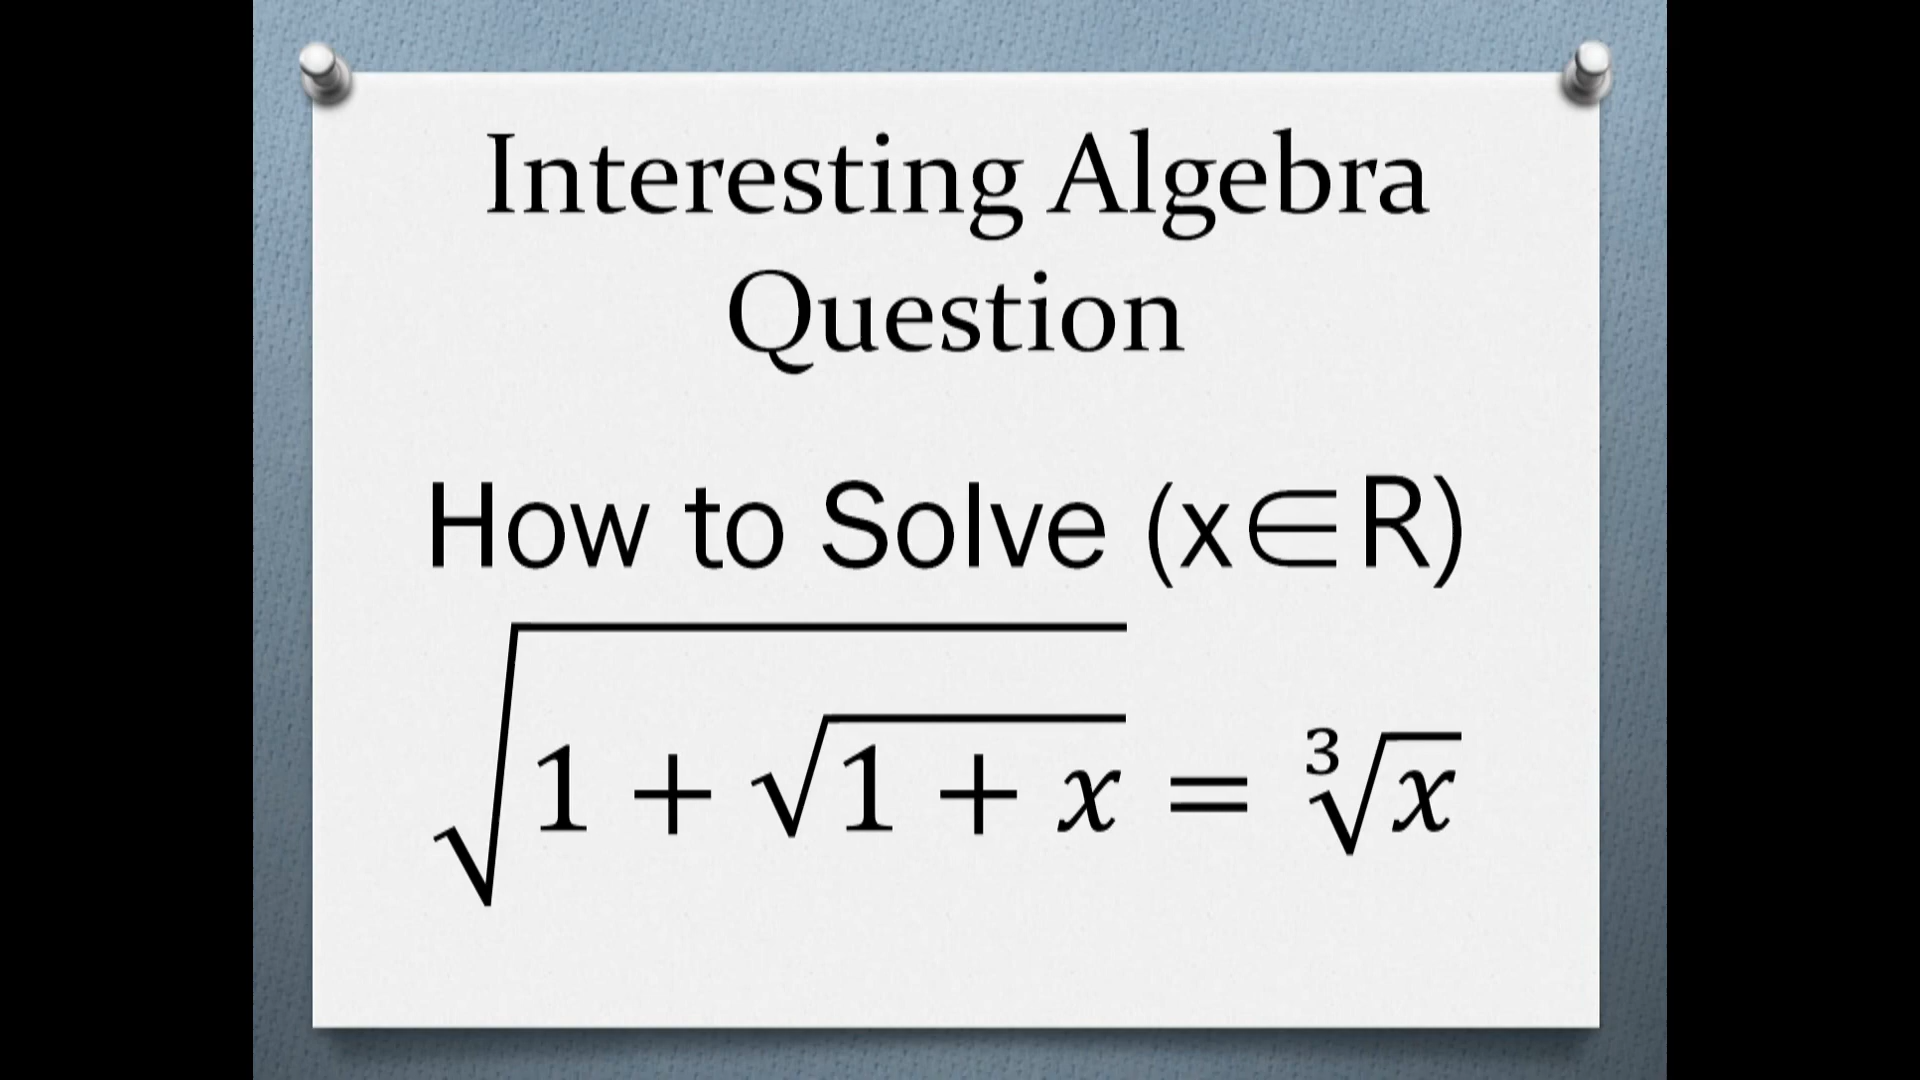 Interesting Algebra
Question
How to Solve (x∈R)
√(1 + √(1 + x)) = ∛x